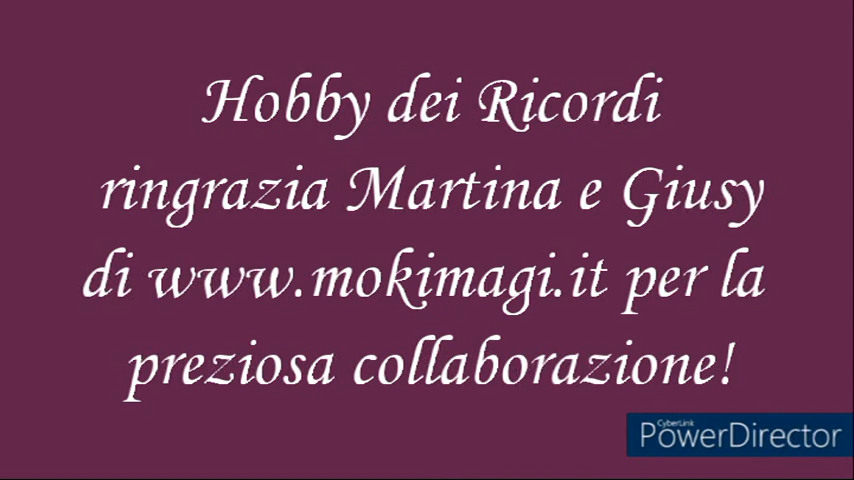 Hobby dei Ricordi
ringrazia Martina e Giusy
di www.mokimagi.it per la
preziosa collaborazione!
CyberLink
PowerDirector